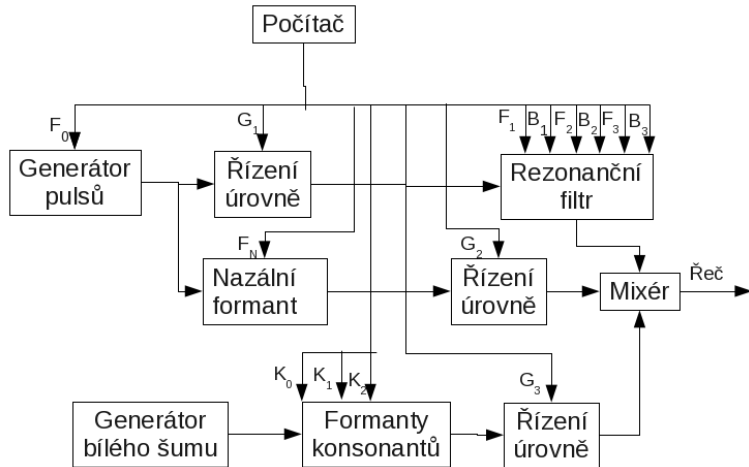 Počítač
F₀
G₁
F₁ B₁ F₂ B₂ F₃ B₃
Generátor
pulsů
Řízení
úrovně
Rezonanční
filtr
F_N
G₂
Nazální
formant
Řízení
úrovně
Mixér
Řeč
K₀ K₁ K₂
G₃
Generátor
bílého šumu
Formanty
konsonantů
Řízení
úrovně